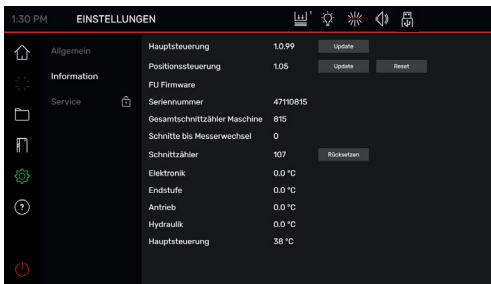 1:30 PM EINSTELLUNGEN 1
Allgemein
Information
Service
Hauptsteuerung 1.0.99 Update
Positionssteuerung 1.05 Update Reset
FU Firmware
Seriennummer 47110815
Gesamtschnittzähler Maschine 815
Schnitte bis Messerwechsel 0
Schnittzähler 107 Rücksetzen
Elektronik 0.0 °C
Endstufe 0.0 °C
Antrieb 0.0 °C
Hydraulik 0.0 °C
Hauptsteuerung 38 °C
?